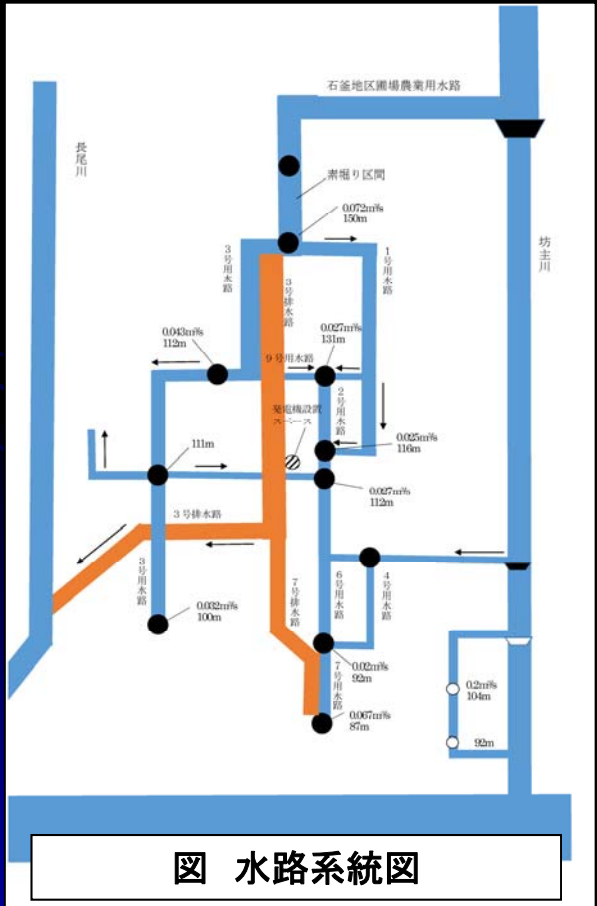 石釜地区圃場農業用水路
長尾川
素堀り区間
0.072m³/s
150m
坊主川
3号用水路
1号用水路
3号排水路
0.043m³/s
112m
0.027m³/s
131m
9号用水路
2号用水路
発電機設置
スペース
0.025m³/s
116m
111m
0.027m³/s
112m
3号排水路
3号用水路
7号排水路
6号用水路
4号用水路
0.032m³/s
100m
0.02m³/s
92m
7号用水路
0.067m³/s
87m
0.2m³/s
104m
92m
図 水路系統図